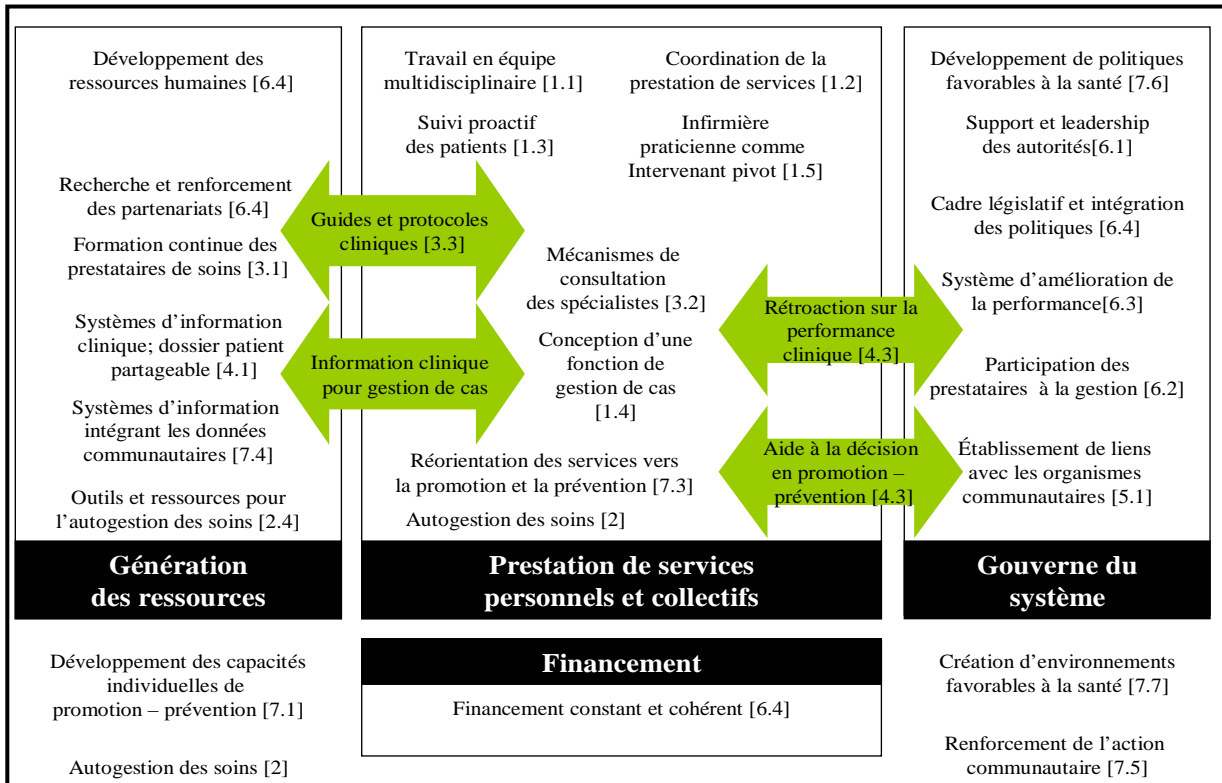 Développement des
ressources humaines [6.4]
Recherche et renforcement
des partenariats [6.4]
Formation continue des
prestataires de soins [3.1]
Systèmes d'information
clinique; dossier patient
partageable [4.1]
Systèmes d'information
intégrant les données
communautaires [7.4]
Outils et ressources pour
l'autogestion des soins [2.4]
Génération
des ressources
Guides et protocoles
cliniques [3.3]
Information clinique
pour gestion de cas
Travail en équipe
multidisciplinaire [1.1]
Coordination de la
prestation de services [1.2]
Suivi proactif
des patients [1.3]
Infirmière
praticienne comme
Intervenant pivot [1.5]
Mécanismes de
consultation
des spécialistes [3.2]
Conception d'une
fonction de
gestion de cas
[1.4]
Réorientation des services vers
la promotion et la prévention [7.3]
Autogestion des soins [2]
Prestation de services
personnels et collectifs
Rétroaction sur la
performance
clinique [4.3]
Aide à la décision
en promotion –
prévention [4.3]
Développement de politiques
favorables à la santé [7.6]
Support et leadership
des autorités[6.1]
Cadre législatif et intégration
des politiques [6.4]
Système d'amélioration de
la performance[6.3]
Participation des
prestataires à la gestion [6.2]
Établissement de liens
avec les organismes
communautaires [5.1]
Gouverne du
système
Développement des capacités
individuelles de
promotion – prévention [7.1]
Autogestion des soins [2]
Financement
Financement constant et cohérent [6.4]
Création d'environnements
favorables à la santé [7.7]
Renforcement de l'action
communautaire [7.5]